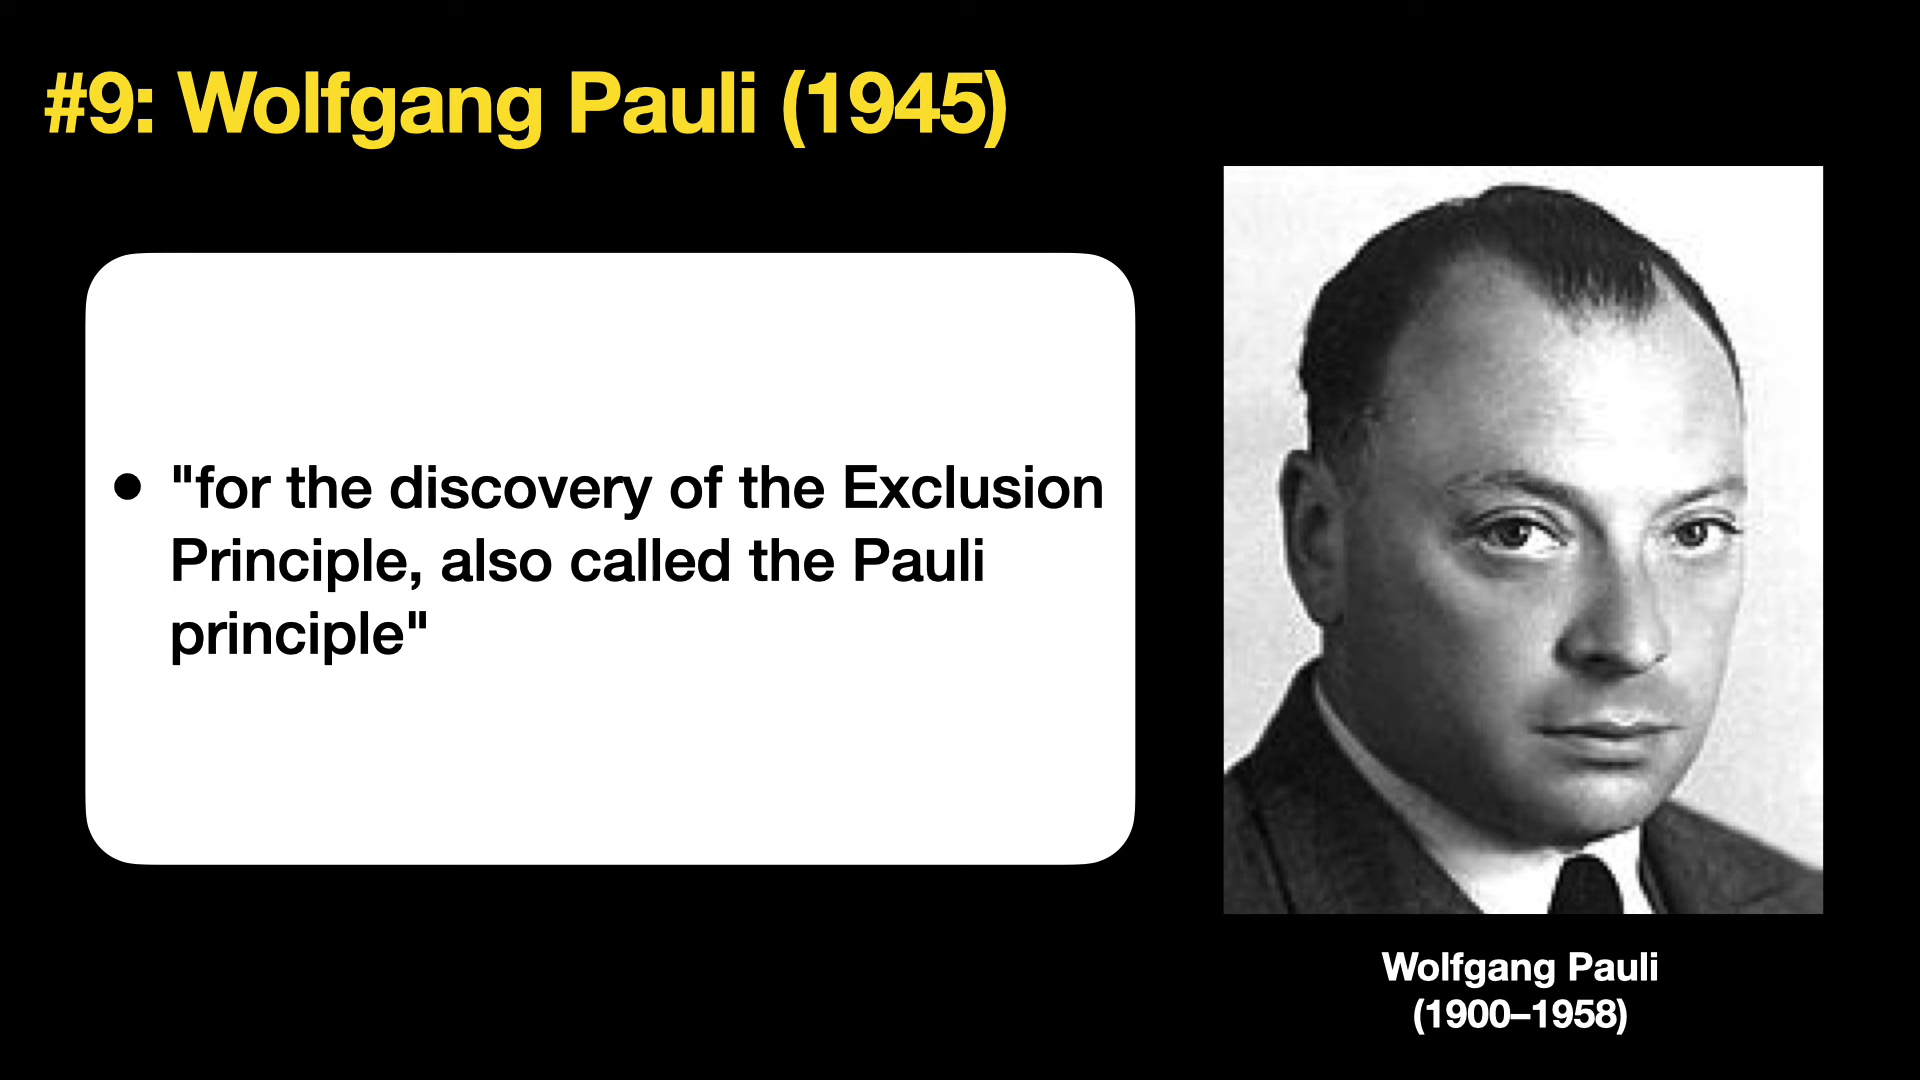 #9: Wolfgang Pauli (1945)
• "for the discovery of the Exclusion
Principle, also called the Pauli
principle"
Wolfgang Pauli
(1900–1958)